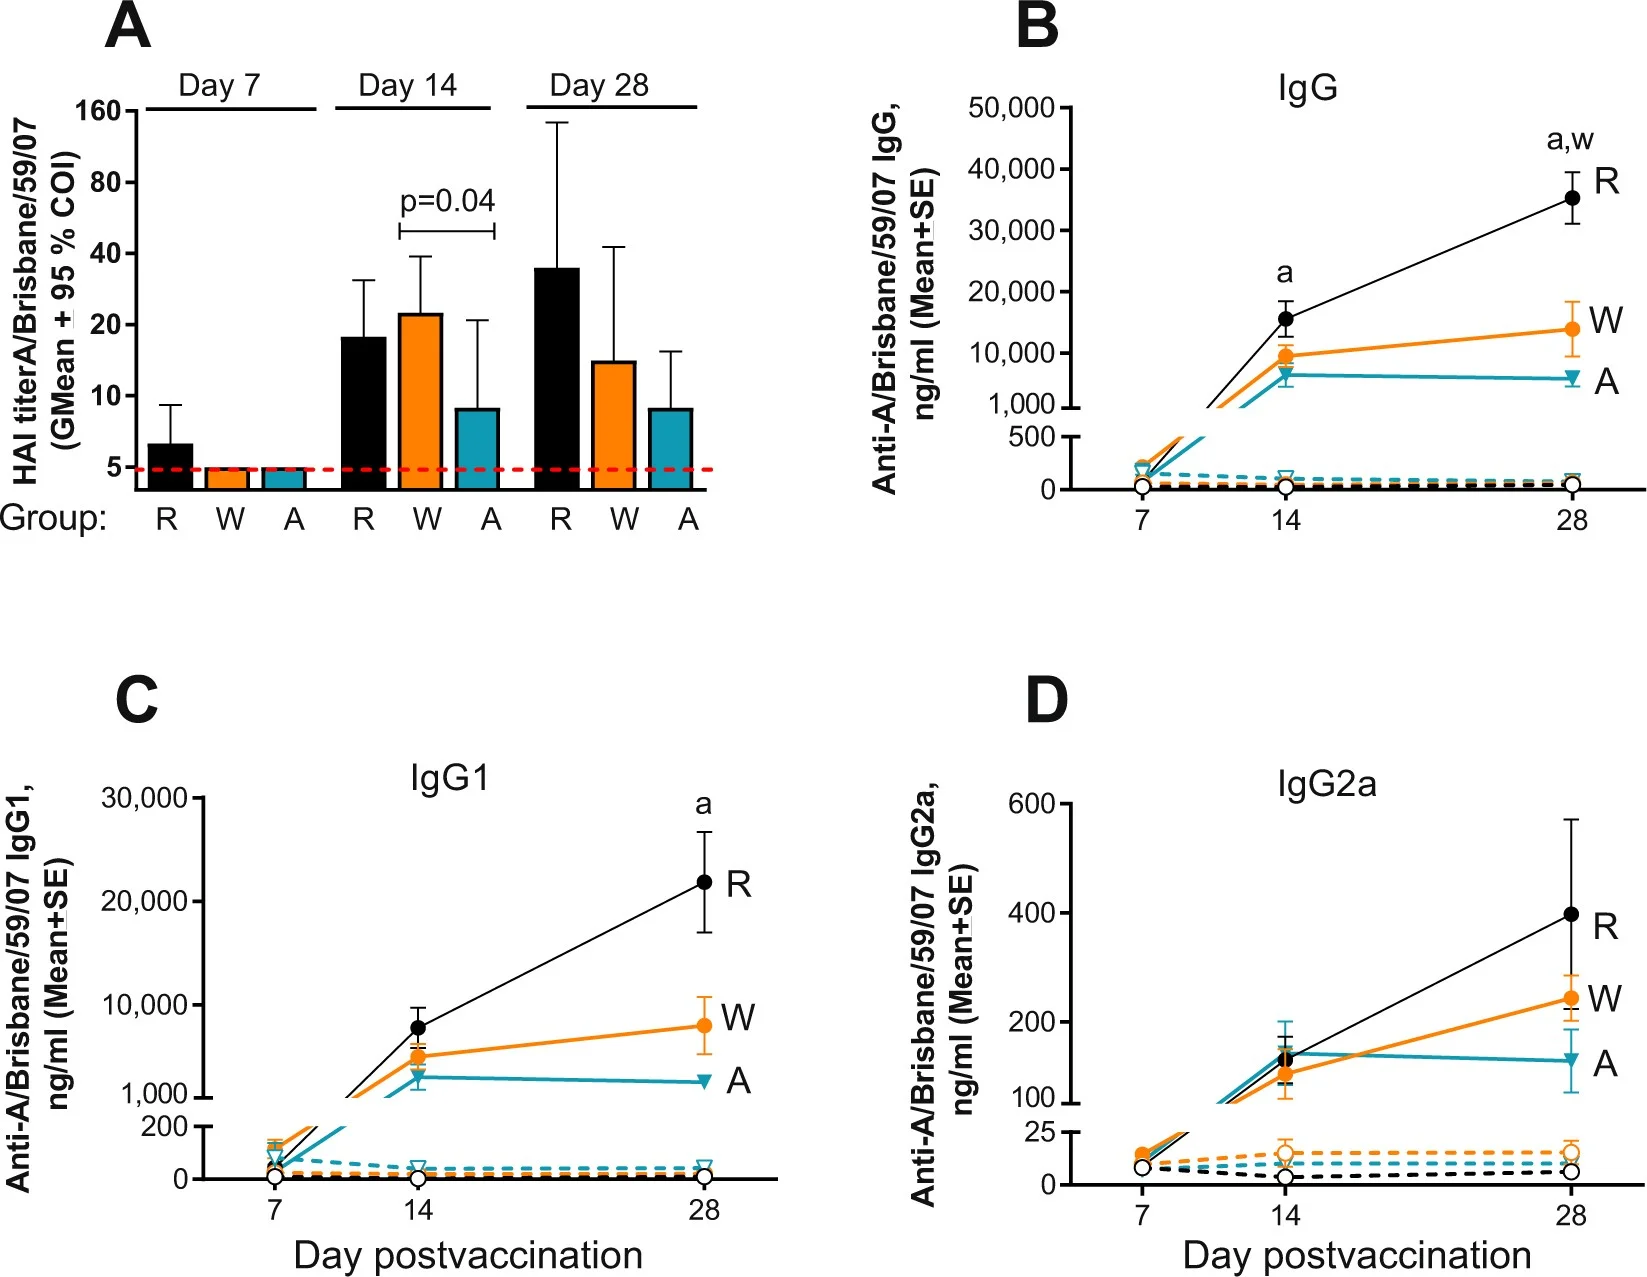 A
Day 7 Day 14 Day 28
HAI titerA/Brisbane/59/07
(GMean ± 95 % COI)
160
80
40
20
10
5
p=0.04
Group: R W A R W A R W A
B
IgG
Anti-A/Brisbane/59/07 IgG,
ng/ml (Mean±SE)
50,000
40,000
30,000
20,000
10,000
1,000
500
0
a
a,w
R
W
A
7 14 28
C
IgG1
Anti-A/Brisbane/59/07 IgG1,
ng/ml (Mean±SE)
30,000
20,000
10,000
1,000
200
0
a
R
W
A
7 14 28
Day postvaccination
D
IgG2a
Anti-A/Brisbane/59/07 IgG2a,
ng/ml (Mean±SE)
600
400
200
100
25
0
R
W
A
7 14 28
Day postvaccination